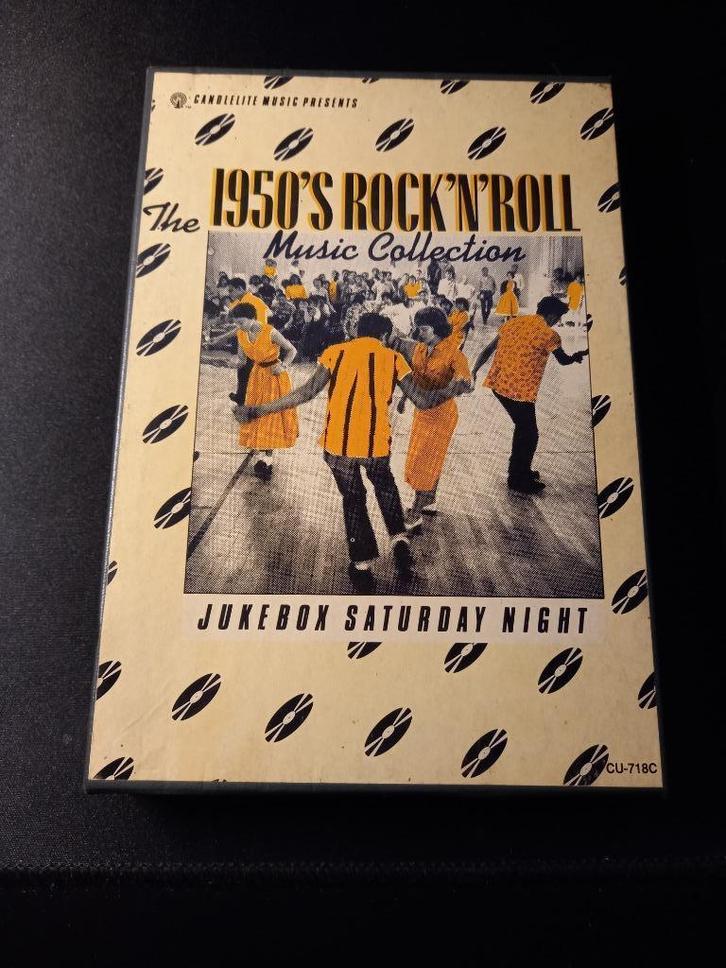 CANDLELITE MUSIC PRESENTS
The 1950'S ROCK'N'ROLL
Music Collection
JUKEBOX SATURDAY NIGHT
CU-718C